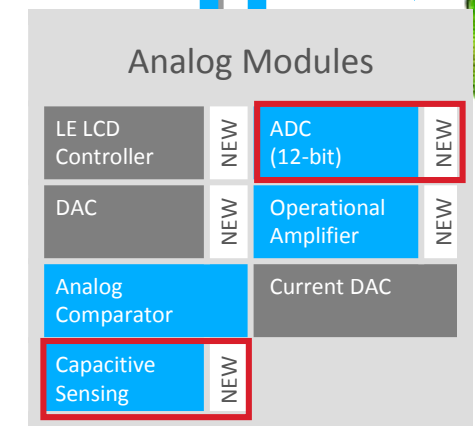 Analog Modules
LE LCD
Controller
NEW
ADC
(12-bit)
NEW
DAC
NEW
Operational
Amplifier
NEW
Analog
Comparator
Current DAC
Capacitive
Sensing
NEW